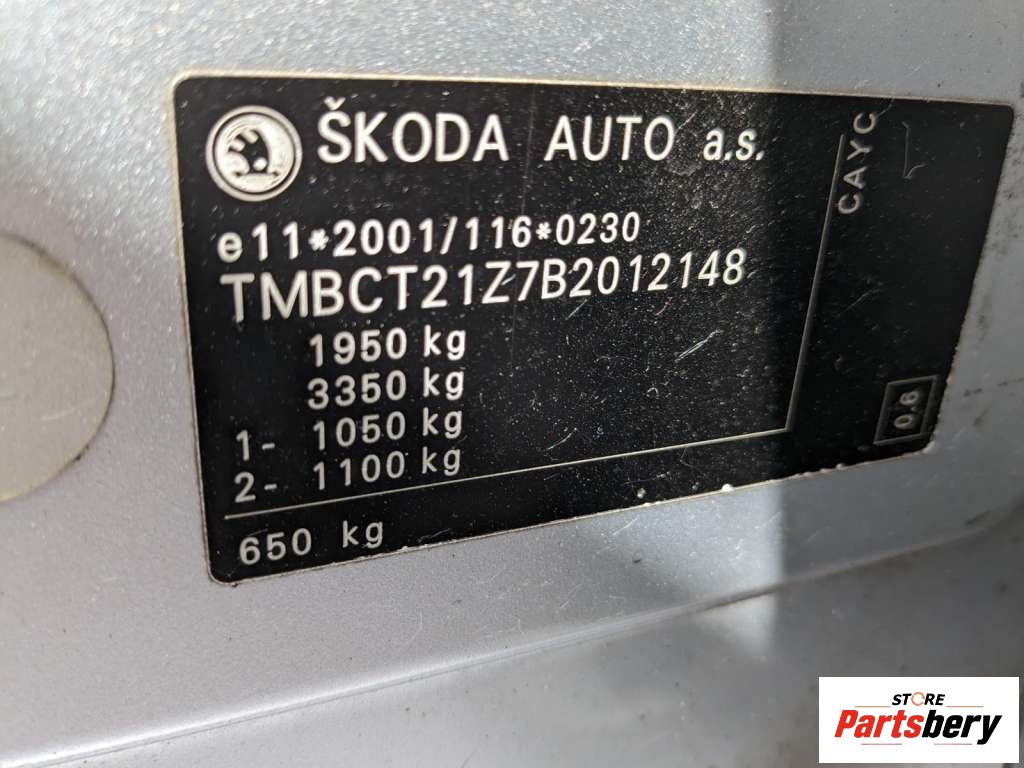 ŠKODA AUTO a.s.
CAYC
e11*2001/116*0230
TMBCT21Z7B2012148
1950 kg
3350 kg
1- 1050 kg
2- 1100 kg
0.6
650 kg
STORE
Partsbery